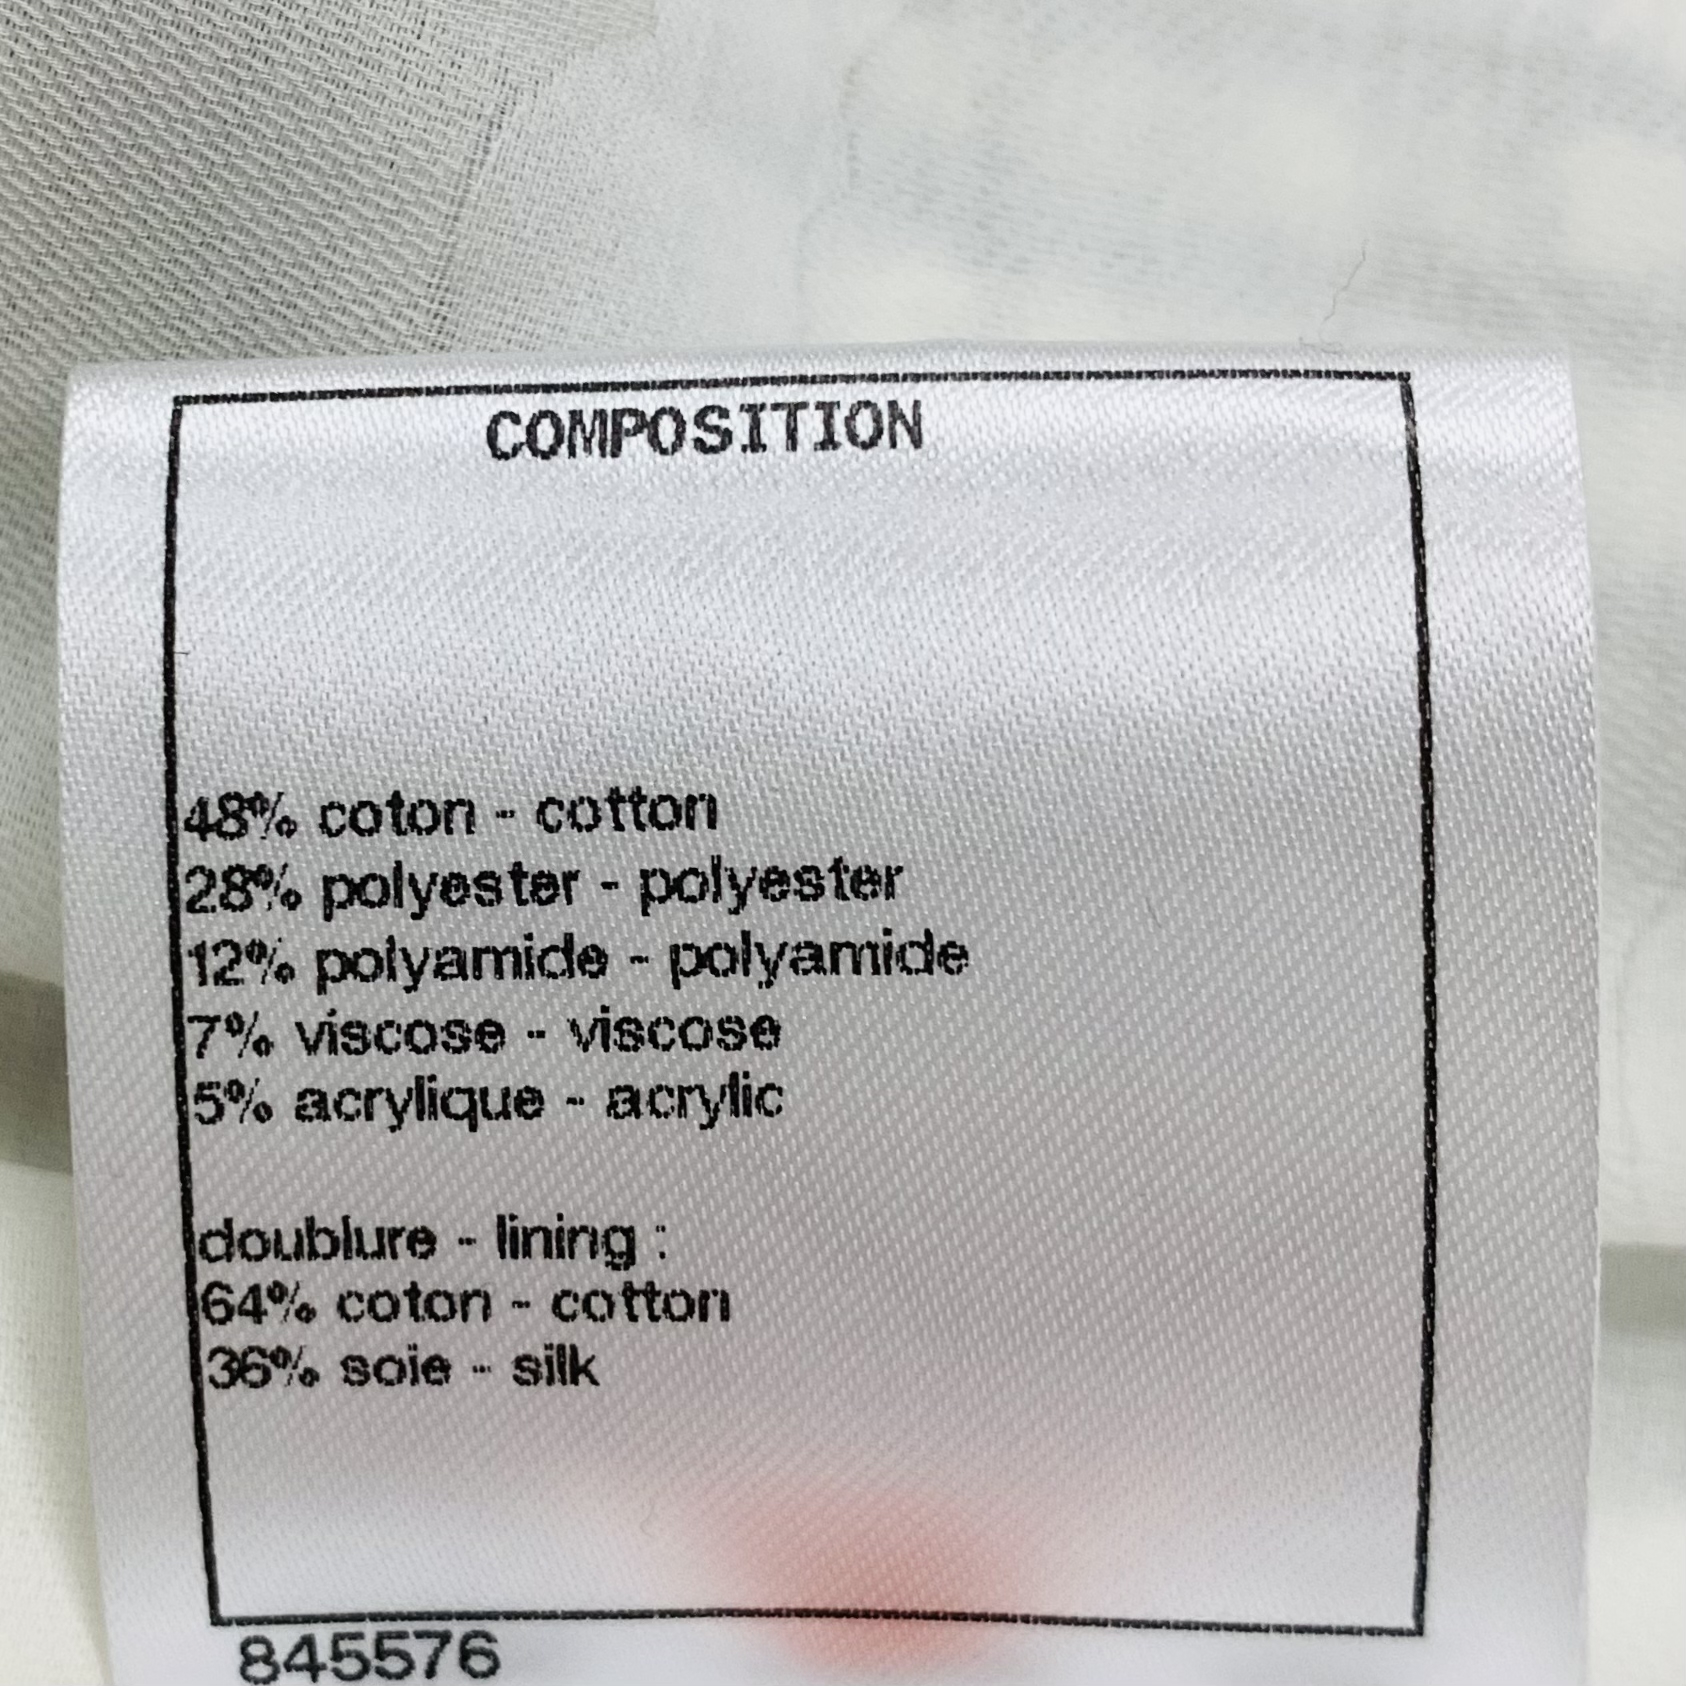 COMPOSITION
48% coton - cotton
28% polyester - polyester
12% polyamide - polyamide
7% viscose - viscose
5% acrylique - acrylic
doublure - lining :
64% coton - cotton
36% soie - silk
845576